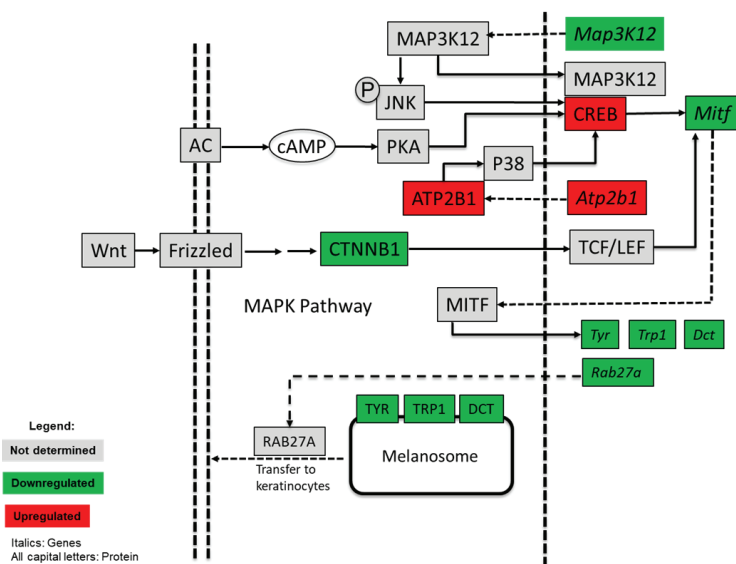 MAP3K12
Map3K12
MAP3K12
P
JNK
CREB
Mitf
AC
cAMP
PKA
P38
ATP2B1
Atp2b1
Wnt
Frizzled
CTNNB1
TCF/LEF
MAPK Pathway
MITF
Tyr
Trp1
Dct
Rab27a
TYR
TRP1
DCT
RAB27A
Melanosome
Transfer to
keratinocytes
Legend:
Not determined
Downregulated
Upregulated
Italics: Genes
All capital letters: Protein